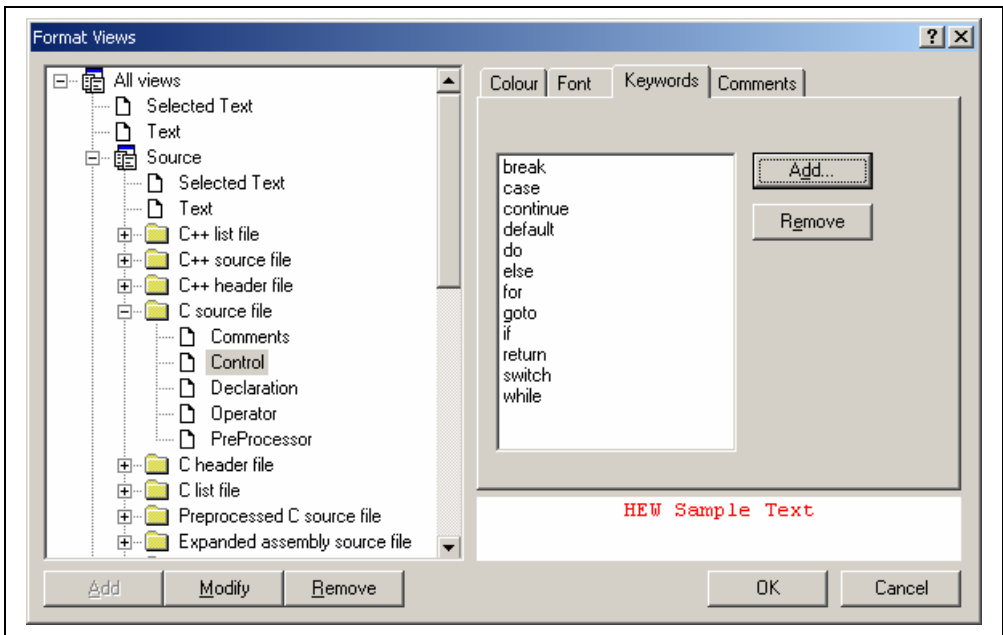 Format Views
All views
Selected Text
Text
Source
Selected Text
Text
C++ list file
C++ source file
C++ header file
C source file
Comments
Control
Declaration
Operator
PreProcessor
C header file
C list file
Preprocessed C source file
Expanded assembly source file
Add
Modify
Remove
Colour Font Keywords Comments
break
case
continue
default
do
else
for
goto
if
return
switch
while
Add...
Remove
HEW Sample Text
OK
Cancel